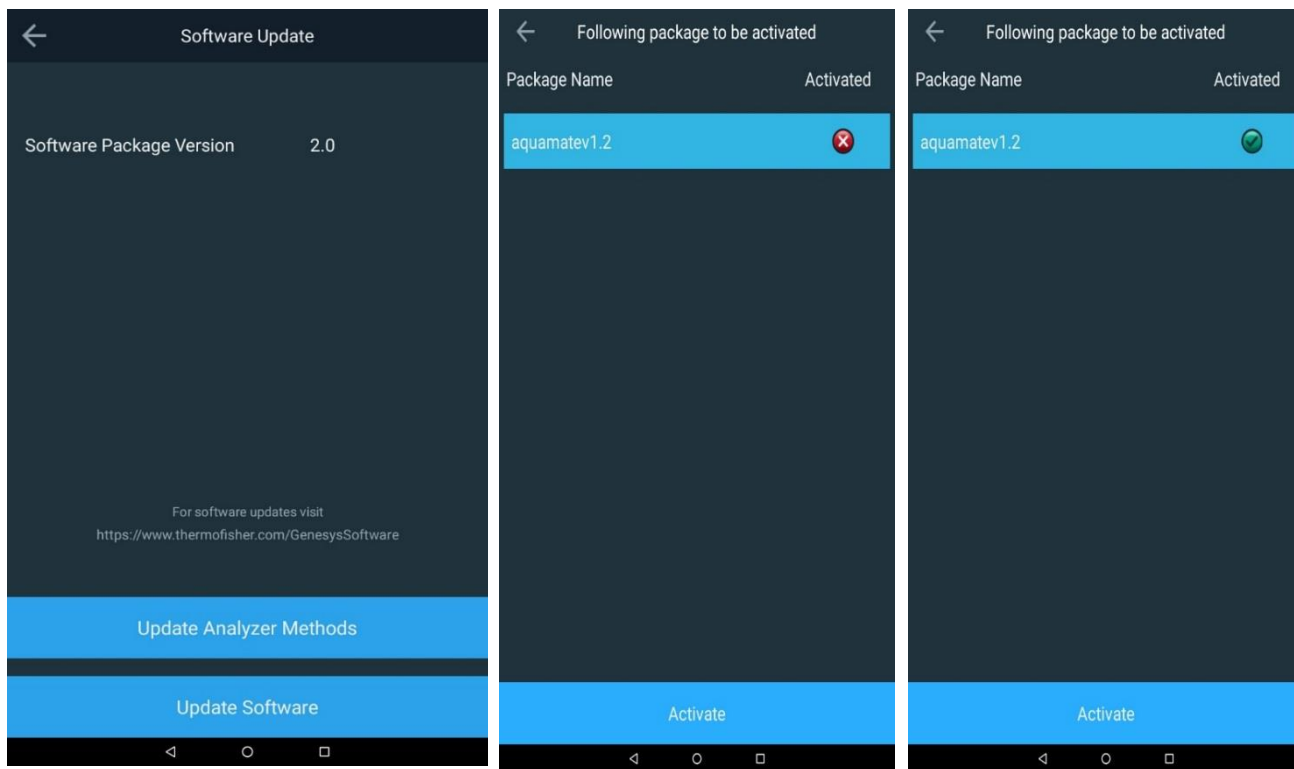 Software Update
Software Package Version 2.0
For software updates visit
https://www.thermofisher.com/GenesysSoftware
Update Analyzer Methods
Update Software
Following package to be activated
Package Name Activated
aquamatev1.2
Activate
Following package to be activated
Package Name Activated
aquamatev1.2
Activate